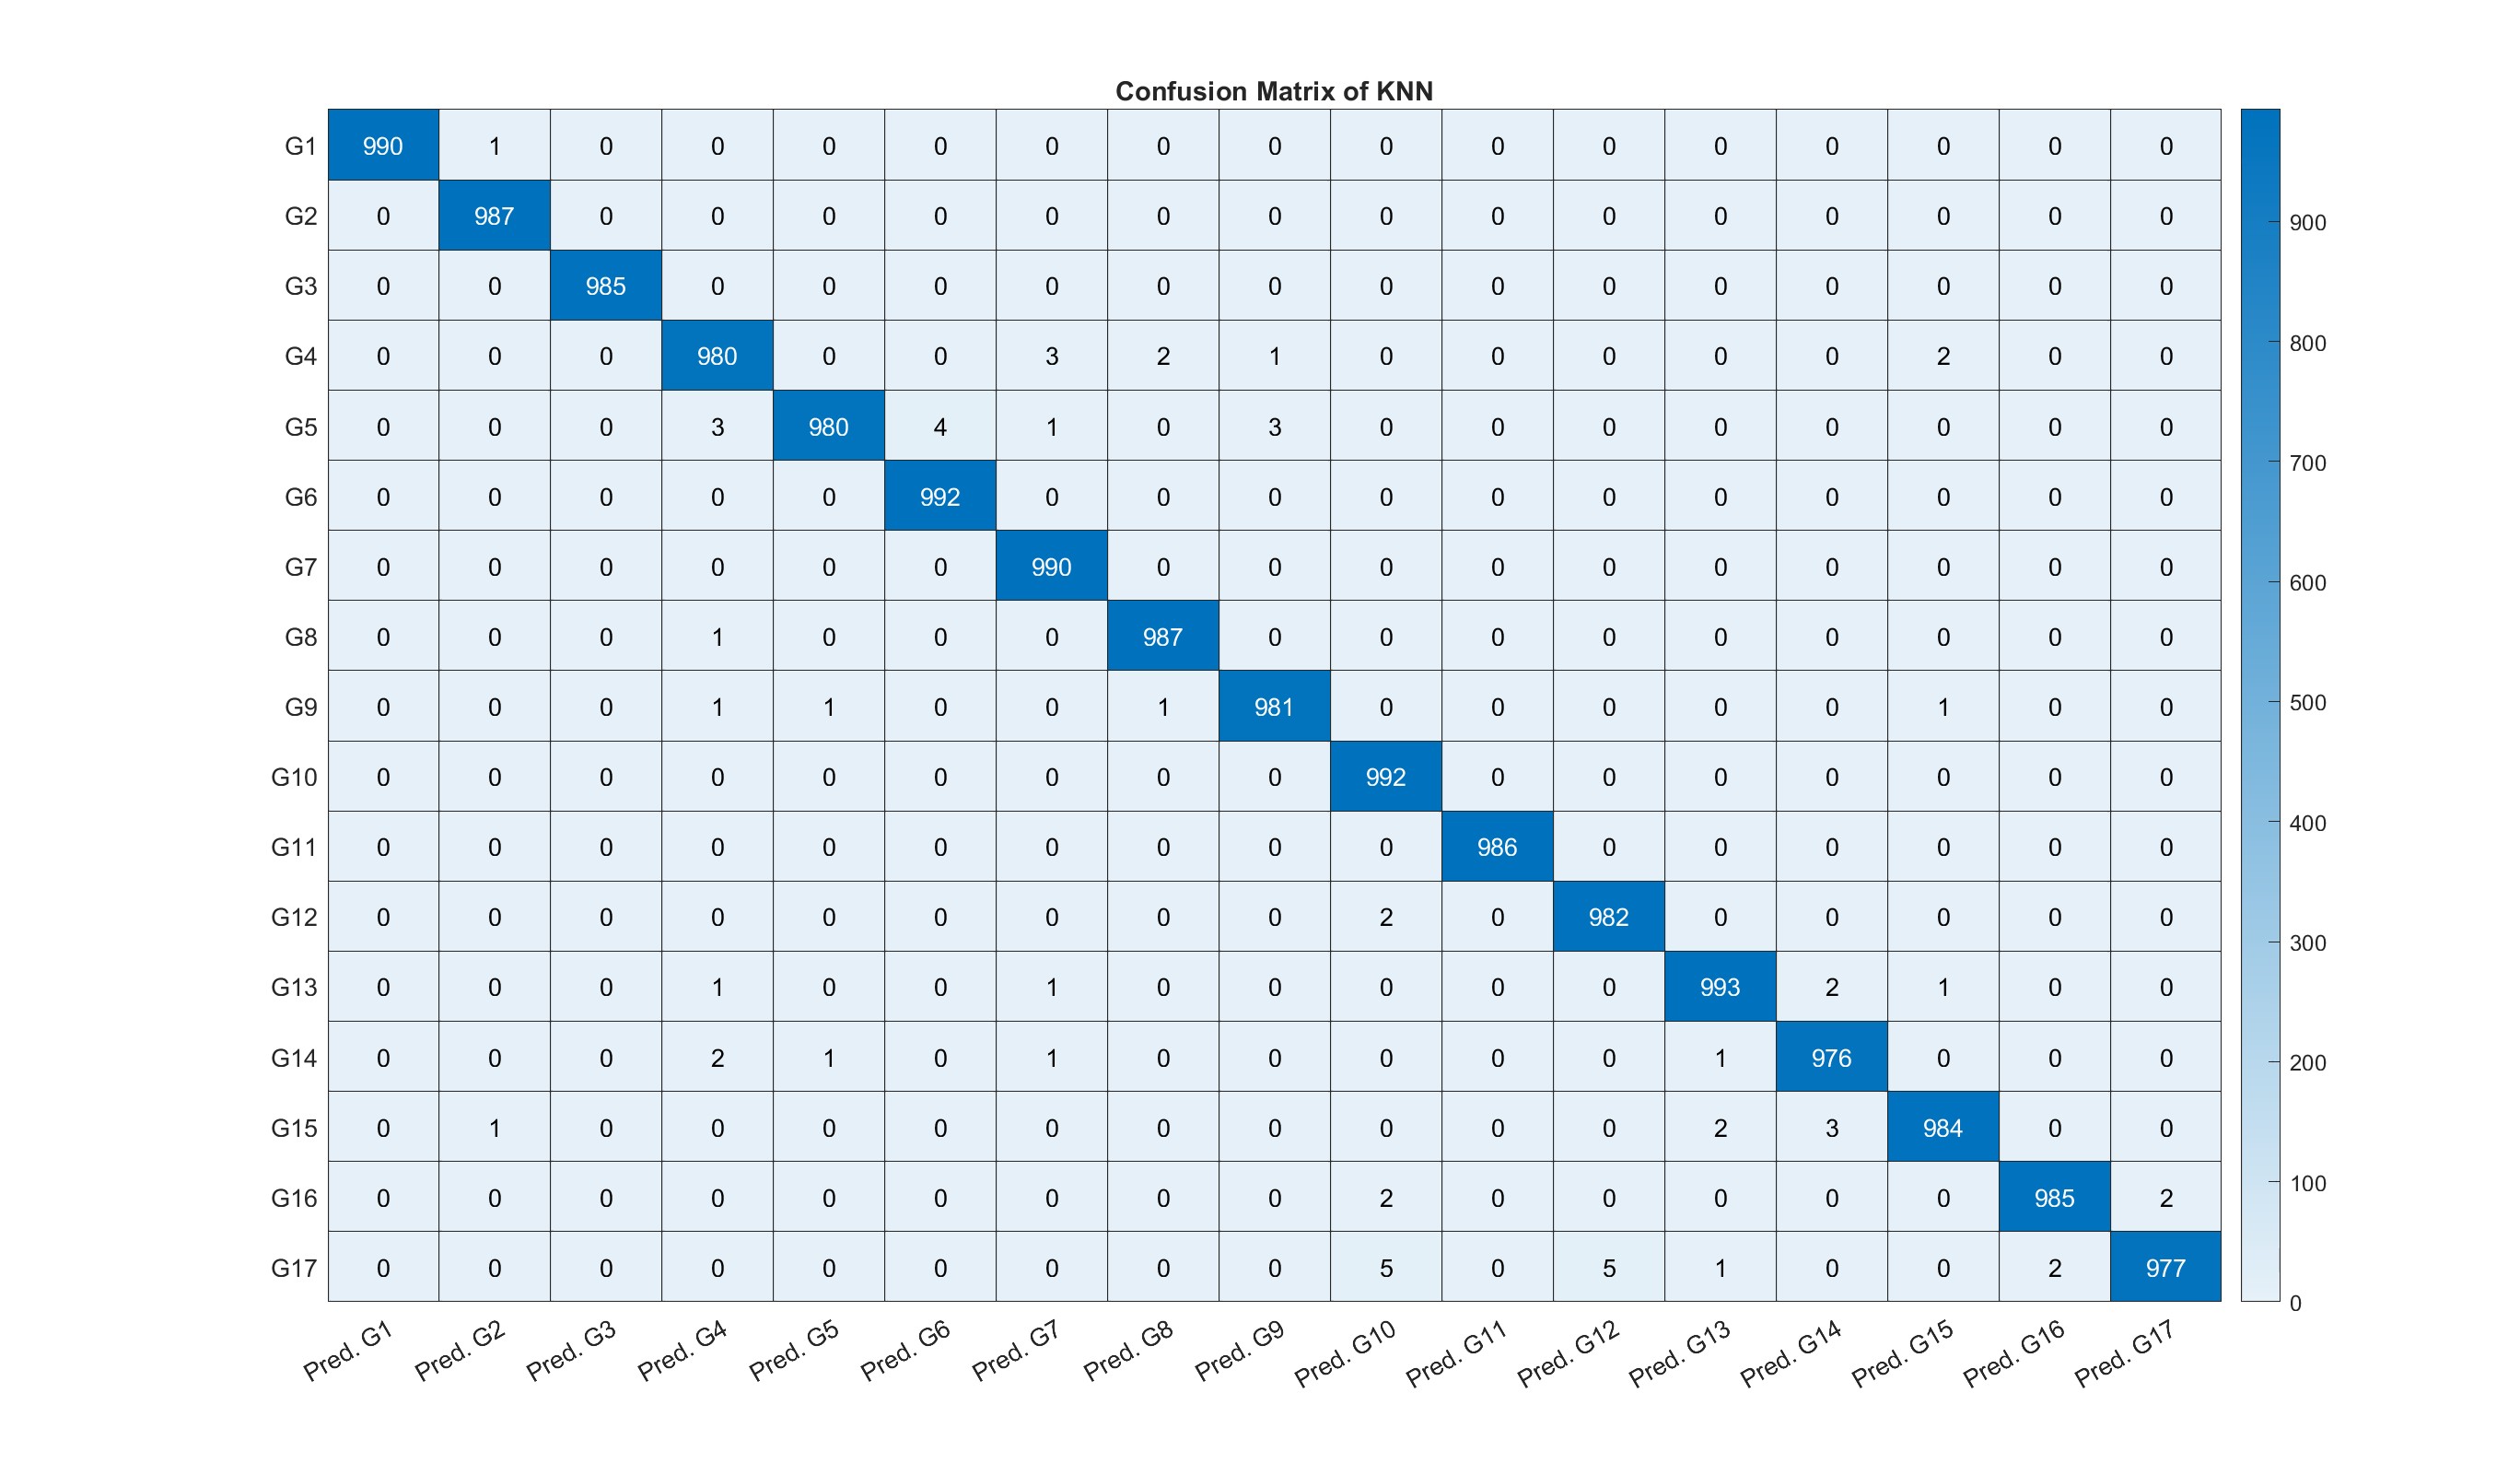 Confusion Matrix of KNN
G1 990 1 0 0 0 0 0 0 0 0 0 0 0 0 0 0 0
G2 0 987 0 0 0 0 0 0 0 0 0 0 0 0 0 0 0
G3 0 0 985 0 0 0 0 0 0 0 0 0 0 0 0 0 0
G4 0 0 0 980 0 0 3 2 1 0 0 0 0 0 2 0 0
G5 0 0 0 3 980 4 1 0 3 0 0 0 0 0 0 0 0
G6 0 0 0 0 0 992 0 0 0 0 0 0 0 0 0 0 0
G7 0 0 0 0 0 0 990 0 0 0 0 0 0 0 0 0 0
G8 0 0 0 1 0 0 0 987 0 0 0 0 0 0 0 0 0
G9 0 0 0 1 1 0 0 1 981 0 0 0 0 0 1 0 0
G10 0 0 0 0 0 0 0 0 0 992 0 0 0 0 0 0 0
G11 0 0 0 0 0 0 0 0 0 0 986 0 0 0 0 0 0
G12 0 0 0 0 0 0 0 0 0 2 0 982 0 0 0 0 0
G13 0 0 0 1 0 0 1 0 0 0 0 0 993 2 1 0 0
G14 0 0 0 2 1 0 1 0 0 0 0 0 1 976 0 0 0
G15 0 1 0 0 0 0 0 0 0 0 0 0 2 3 984 0 0
G16 0 0 0 0 0 0 0 0 0 2 0 0 0 0 0 985 2
G17 0 0 0 0 0 0 0 0 0 5 0 5 1 0 0 2 977
Pred. G1 Pred. G2 Pred. G3 Pred. G4 Pred. G5 Pred. G6 Pred. G7 Pred. G8 Pred. G9 Pred. G10 Pred. G11 Pred. G12 Pred. G13 Pred. G14 Pred. G15 Pred. G16 Pred. G17
900
800
700
600
500
400
300
200
100
0